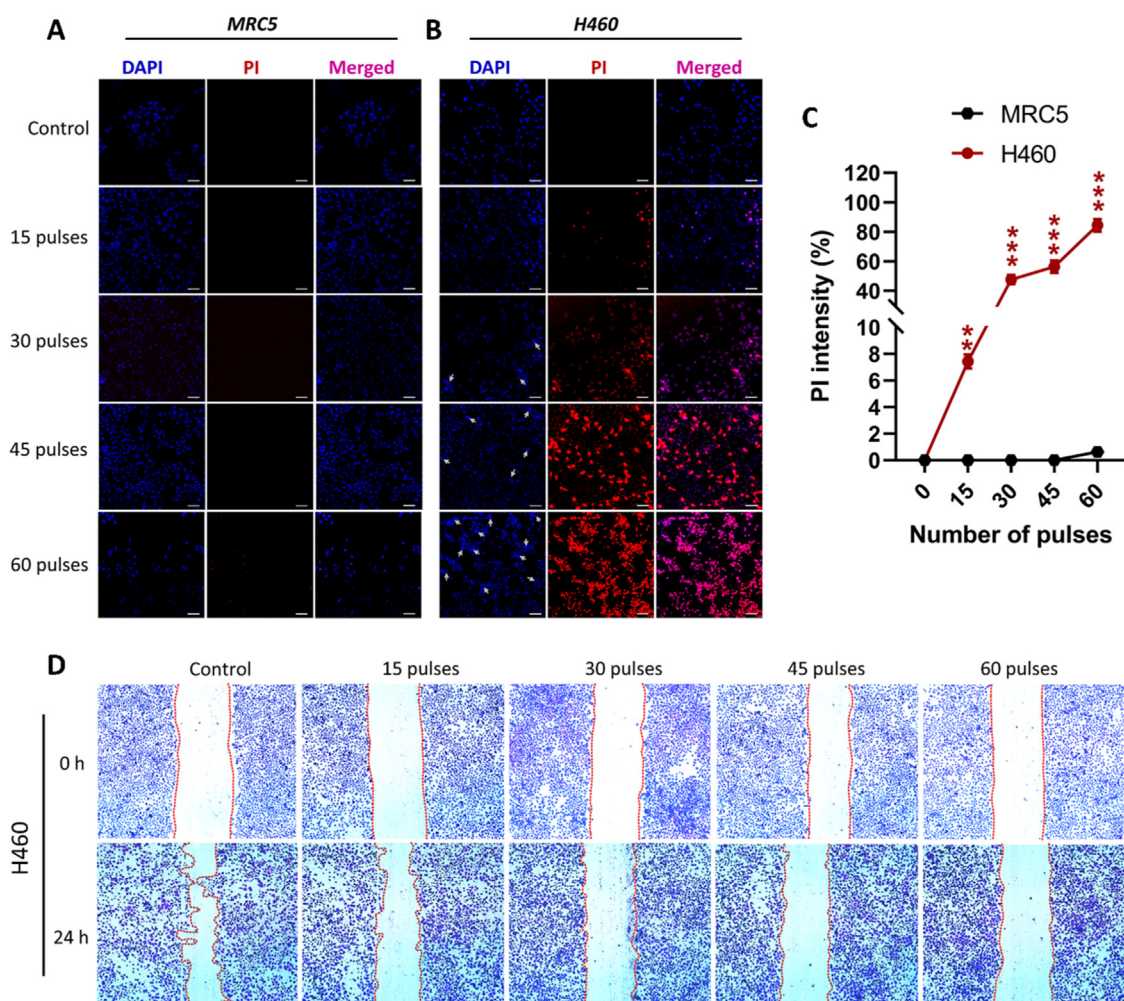 A
MRC5
DAPI
PI
Merged
Control
15 pulses
30 pulses
45 pulses
60 pulses
B
H460
DAPI
PI
Merged
C
MRC5
H460
120
100
80
60
40
10
8
6
4
2
0
PI intensity (%)
**
***
***
***
0
15
30
45
60
Number of pulses
D
Control
15 pulses
30 pulses
45 pulses
60 pulses
H460
0 h
24 h